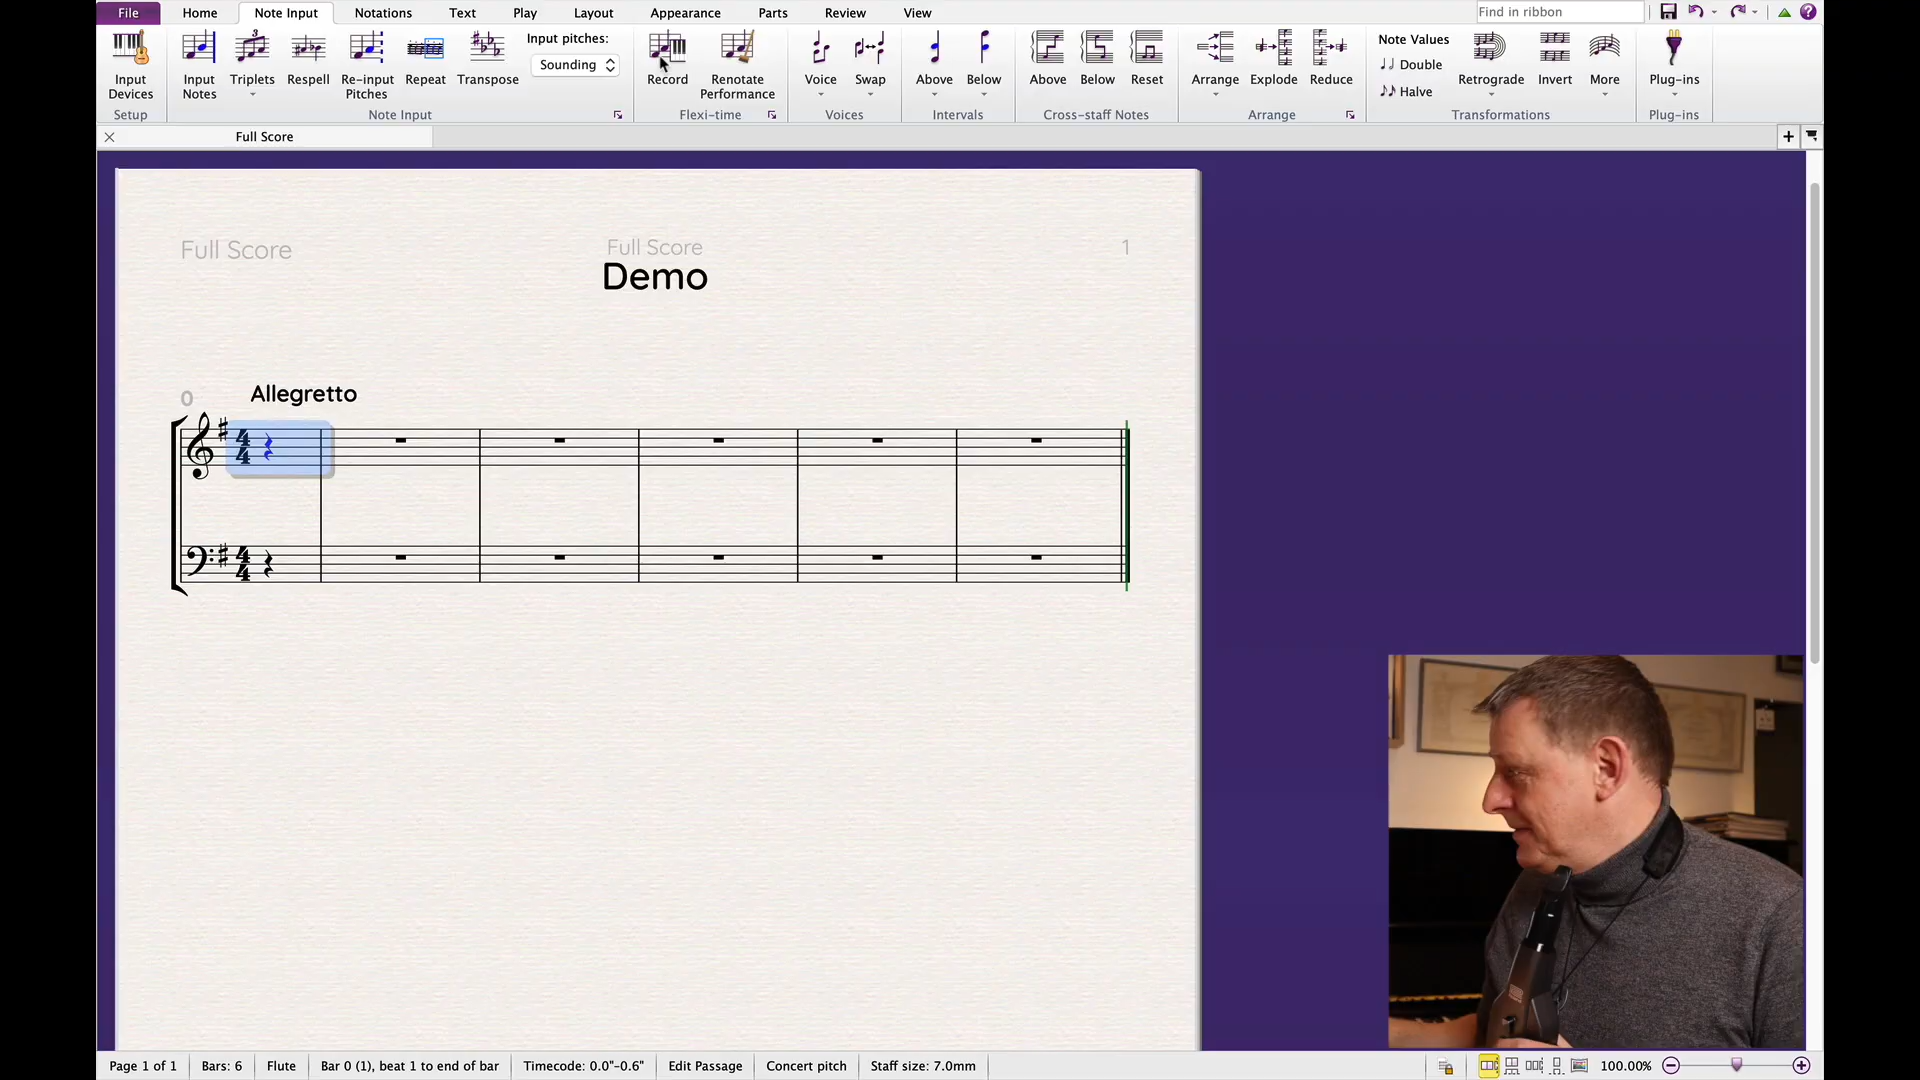 File Home Note Input Notations Text Play Layout Appearance Parts Review View Find in ribbon
Input Devices
Input Notes
Triplets
Respell
Re-input Pitches
Repeat
Transpose
Input pitches:
Sounding
Record
Renotate Performance
Voice
Swap
Above
Below
Above
Below
Reset
Arrange
Explode
Reduce
Note Values
Double
Halve
Retrograde
Invert
More
Plug-ins
Setup Note Input Flexi-time Voices Intervals Cross-staff Notes Arrange Transformations Plug-ins
Full Score
Full Score Full Score 1
Demo
0 Allegretto
Page 1 of 1 Bars: 6 Flute Bar 0 (1), beat 1 to end of bar Timecode: 0.0"-0.6" Edit Passage Concert pitch Staff size: 7.0mm 100.00%